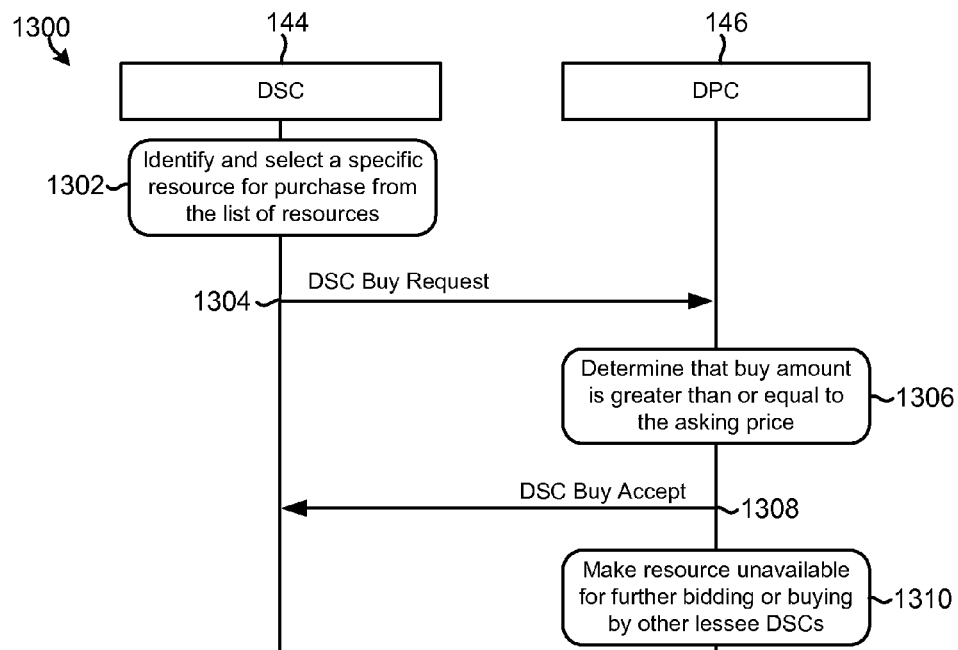 1300
144
146
DSC
DPC
1302
Identify and select a specific
resource for purchase from
the list of resources
DSC Buy Request
1304
Determine that buy amount
is greater than or equal to
the asking price
1306
DSC Buy Accept
1308
Make resource unavailable
for further bidding or buying
by other lessee DSCs
1310